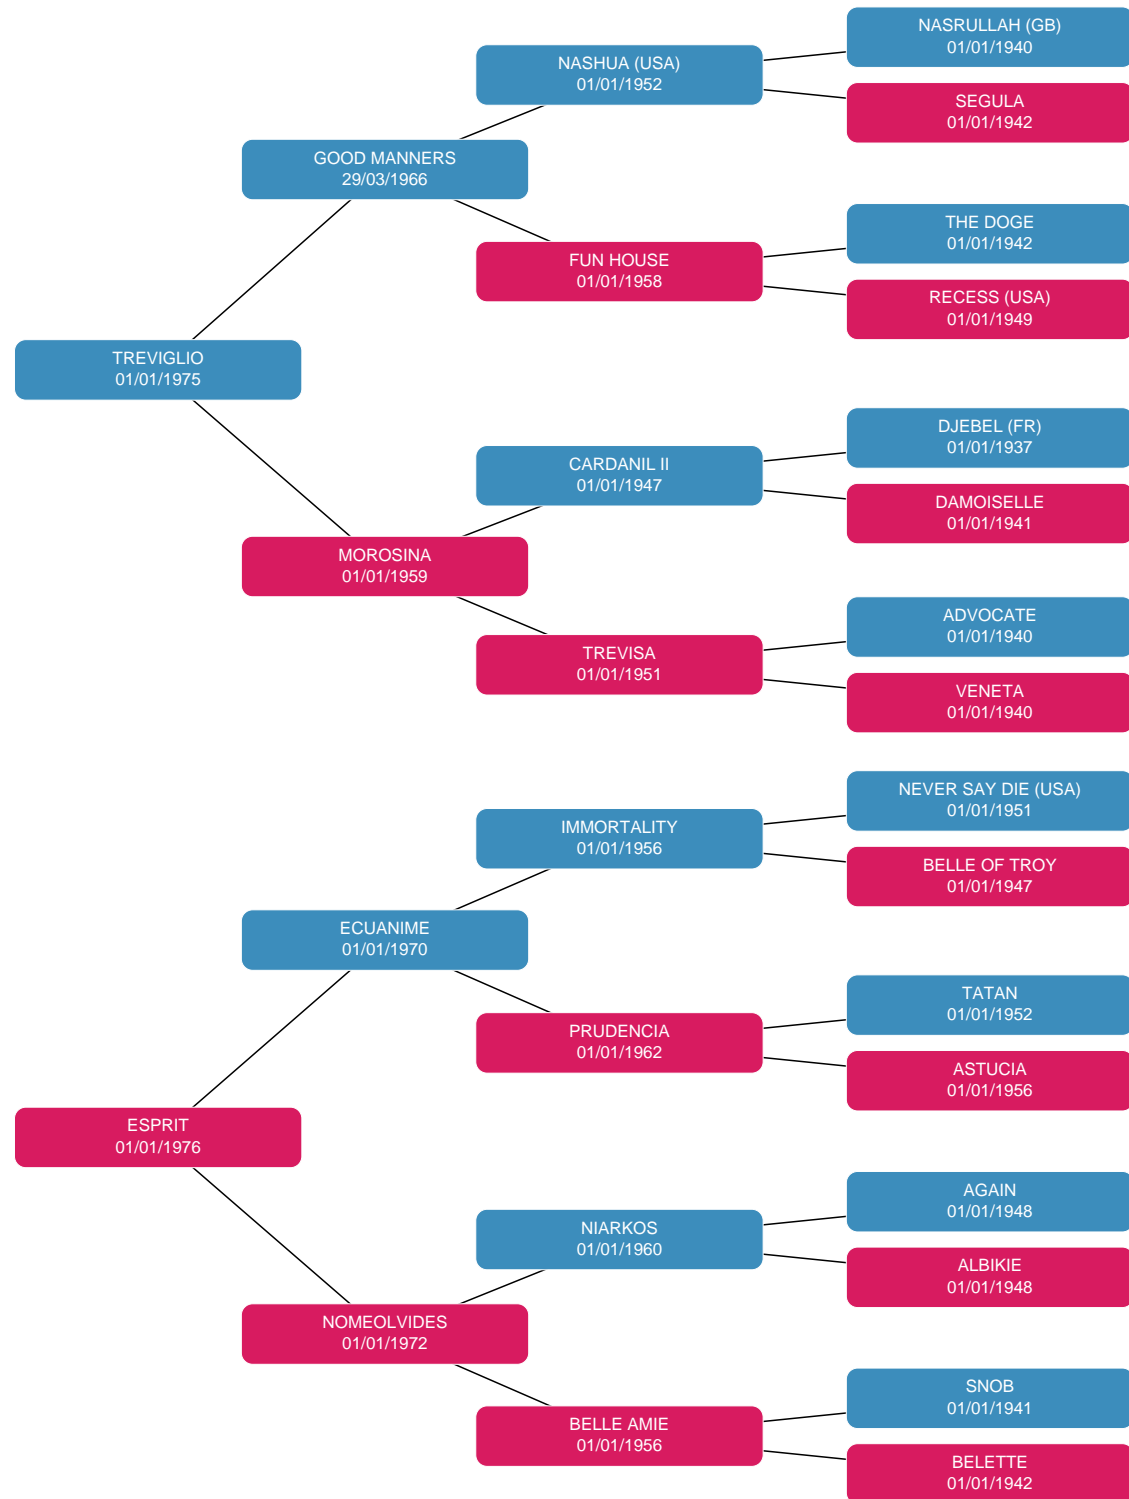 NASRULLAH (GB)
01/01/1940
NASHUA (USA)
01/01/1952
SEGULA
01/01/1942
GOOD MANNERS
29/03/1966
THE DOGE
01/01/1942
FUN HOUSE
01/01/1958
RECESS (USA)
01/01/1949
TREVIGLIO
01/01/1975
DJEBEL (FR)
01/01/1937
CARDANIL II
01/01/1947
DAMOISELLE
01/01/1941
MOROSINA
01/01/1959
ADVOCATE
01/01/1940
TREVISA
01/01/1951
VENETA
01/01/1940
NEVER SAY DIE (USA)
01/01/1951
IMMORTALITY
01/01/1956
BELLE OF TROY
01/01/1947
ECUANIME
01/01/1970
TATAN
01/01/1952
PRUDENCIA
01/01/1962
ASTUCIA
01/01/1956
ESPRIT
01/01/1976
AGAIN
01/01/1948
NIARKOS
01/01/1960
ALBIKIE
01/01/1948
NOMEOLVIDES
01/01/1972
SNOB
01/01/1941
BELLE AMIE
01/01/1956
BELETTE
01/01/1942